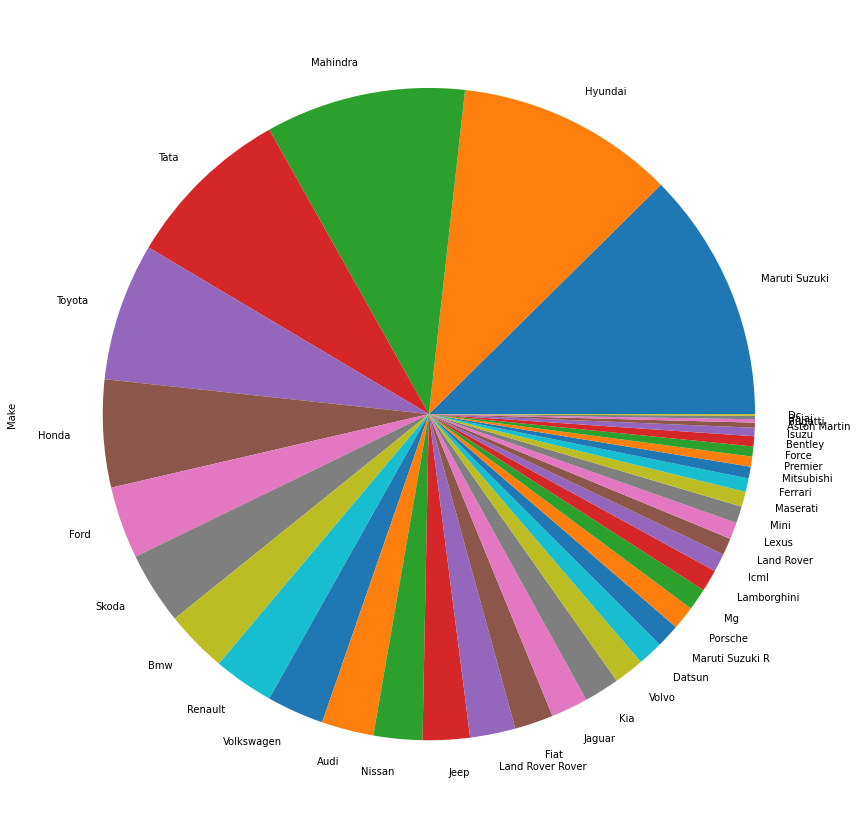 Mahindra
Hyundai
Tata
Maruti Suzuki
Toyota
Make
Honda
Ford
Skoda
Bmw
Renault
Volkswagen
Audi
Nissan
Jeep
Land Rover Rover
Fiat
Jaguar
Kia
Volvo
Datsun
Maruti Suzuki R
Porsche
Mg
Lamborghini
Icml
Land Rover
Lexus
Mini
Maserati
Ferrari
Mitsubishi
Premier
Force
Bentley
Isuzu
Aston Martin
Dc